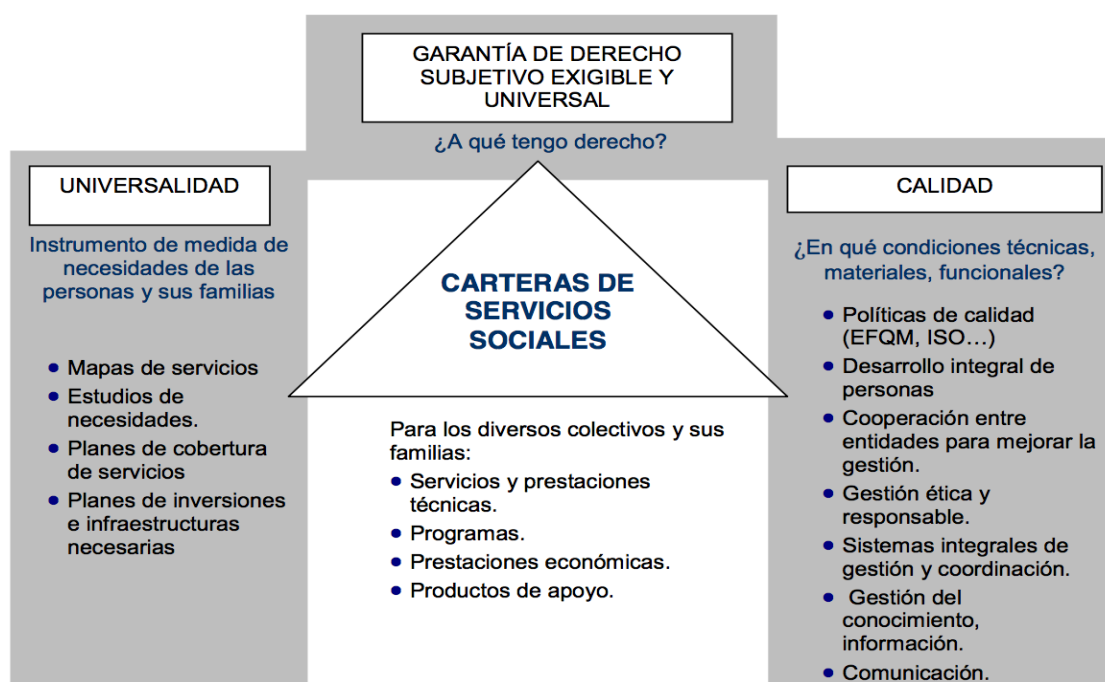 GARANTÍA DE DERECHO
SUBJETIVO EXIGIBLE Y
UNIVERSAL
¿A qué tengo derecho?
UNIVERSALIDAD
Instrumento de medida de
necesidades de las
personas y sus familias
• Mapas de servicios
• Estudios de
necesidades.
• Planes de cobertura
de servicios
• Planes de inversiones
e infraestructuras
necesarias
CARTERAS DE
SERVICIOS
SOCIALES
Para los diversos colectivos y sus
familias:
• Servicios y prestaciones
técnicas.
• Programas.
• Prestaciones económicas.
• Productos de apoyo.
CALIDAD
¿En qué condiciones técnicas,
materiales, funcionales?
• Políticas de calidad
(EFQM, ISO…)
• Desarrollo integral de
personas
• Cooperación entre
entidades para mejorar la
gestión.
• Gestión ética y
responsable.
• Sistemas integrales de
gestión y coordinación.
• Gestión del
conocimiento,
información.
• Comunicación.